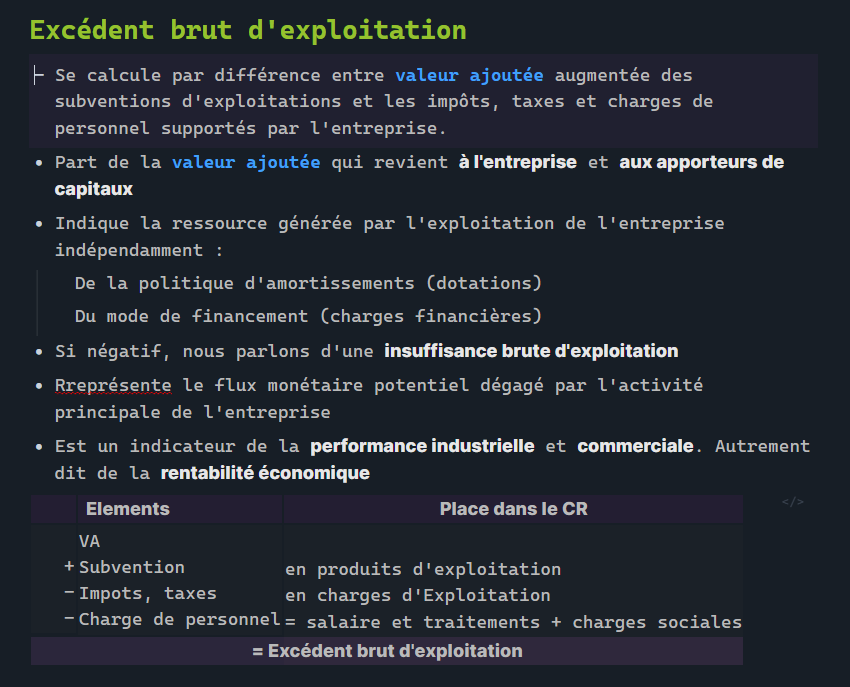 Excédent brut d'exploitation
Se calcule par différence entre valeur ajoutée augmentée des
subventions d'exploitations et les impôts, taxes et charges de
personnel supportés par l'entreprise.
• Part de la valeur ajoutée qui revient à l'entreprise et aux apporteurs de
capitaux
• Indique la ressource générée par l'exploitation de l'entreprise
indépendamment :
De la politique d'amortissements (dotations)
Du mode de financement (charges financières)
• Si négatif, nous parlons d'une insuffisance brute d'exploitation
• Rreprésente le flux monétaire potentiel dégagé par l'activité
principale de l'entreprise
• Est un indicateur de la performance industrielle et commerciale. Autrement
dit de la rentabilité économique
</>
Elements Place dans le CR
VA
+ Subvention en produits d'exploitation
− Impots, taxes en charges d'Exploitation
− Charge de personnel = salaire et traitements + charges sociales
= Excédent brut d'exploitation